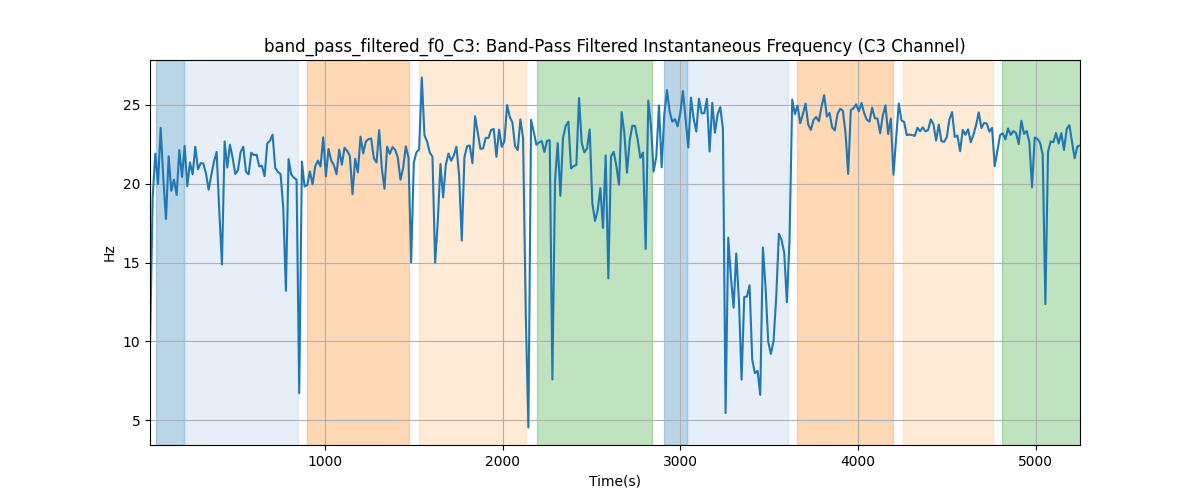 band_pass_filtered_f0_C3: Band-Pass Filtered Instantaneous Frequency (C3 Channel)
25
20
15
10
5
Hz
1000 2000 3000 4000 5000
Time(s)